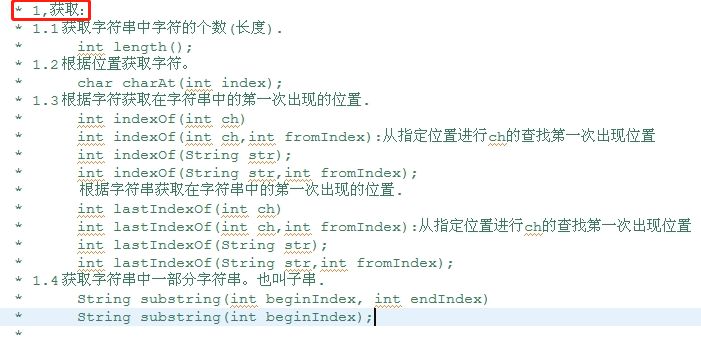 * 1,获取:
* 1.1获取字符串中字符的个数(长度).
*     int length();
* 1.2根据位置获取字符。
*     char charAt(int index);
* 1.3根据字符获取在字符串中的第一次出现的位置.
*     int indexOf(int ch)
*     int indexOf(int ch,int fromIndex):从指定位置进行ch的查找第一次出现位置
*     int indexOf(String str);
*     int indexOf(String str,int fromIndex);
*     根据字符串获取在字符串中的第一次出现的位置.
*     int lastIndexOf(int ch)
*     int lastIndexOf(int ch,int fromIndex):从指定位置进行ch的查找第一次出现位置
*     int lastIndexOf(String str);
*     int lastIndexOf(String str,int fromIndex);
* 1.4获取字符串中一部分字符串。也叫子串.
*     String substring(int beginIndex, int endIndex)
*     String substring(int beginIndex);
*